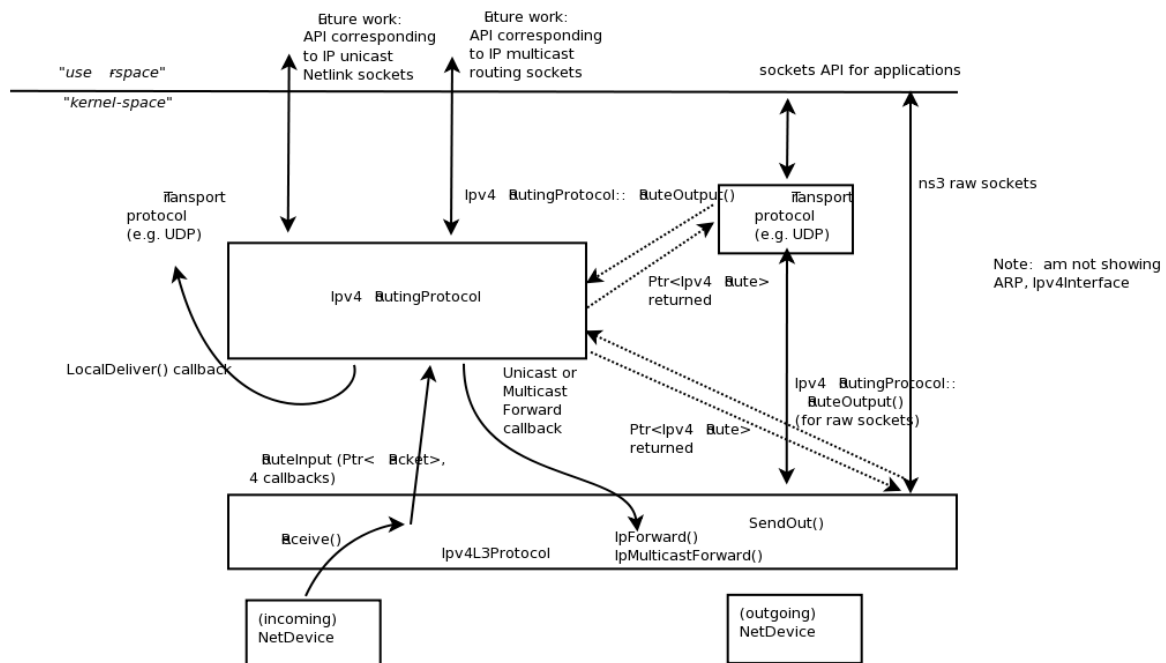 Future work:
API corresponding
to IP unicast
Netlink sockets
Future work:
API corresponding
to IP multicast
routing sockets
"use rspace"
sockets API for applications
"kernel-space"
Transport
protocol
(e.g. UDP)
Ipv4 RoutingProtocol:: RouteOutput()
Transport
protocol
(e.g. UDP)
ns3 raw sockets
Ipv4 RoutingProtocol
Ptr<Ipv4 Route>
returned
Note: am not showing
ARP, Ipv4Interface
LocalDeliver() callback
Unicast or
Multicast
Forward
callback
Ipv4 RoutingProtocol::
RouteOutput()
(for raw sockets)
Ptr<Ipv4 Route>
returned
RouteInput (Ptr< Packet>,
4 callbacks)
Receive()
Ipv4L3Protocol
IpForward()
IpMulticastForward()
SendOut()
(incoming)
NetDevice
(outgoing)
NetDevice